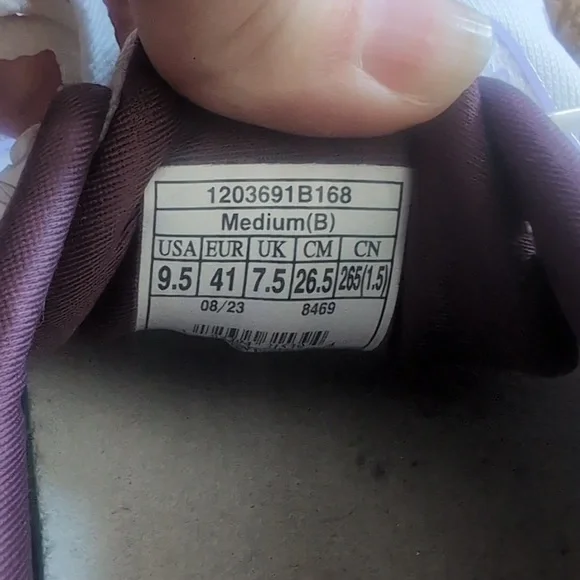 1203691B168
Medium(B)
USA EUR UK CM CN
9.5 41 7.5 26.5 265(1.5)
08/23 8469